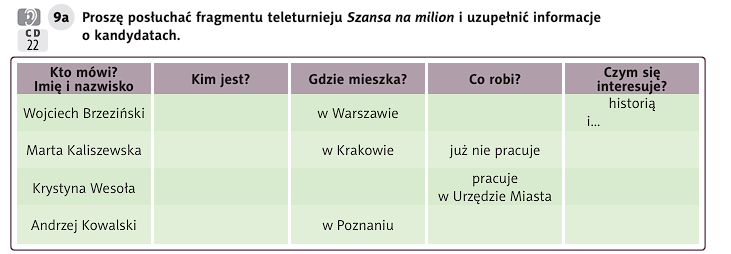 9a Proszę posłuchać fragmentu teleturnieju Szansa na milion i uzupełnić informacje
o kandydatach.
CD
22
Kto mówi?
Imię i nazwisko
Kim jest?
Gdzie mieszka?
Co robi?
Czym się
interesuje?
Wojciech Brzeziński
w Warszawie
historią
i...
Marta Kaliszewska
w Krakowie
już nie pracuje
Krystyna Wesoła
pracuje
w Urzędzie Miasta
Andrzej Kowalski
w Poznaniu